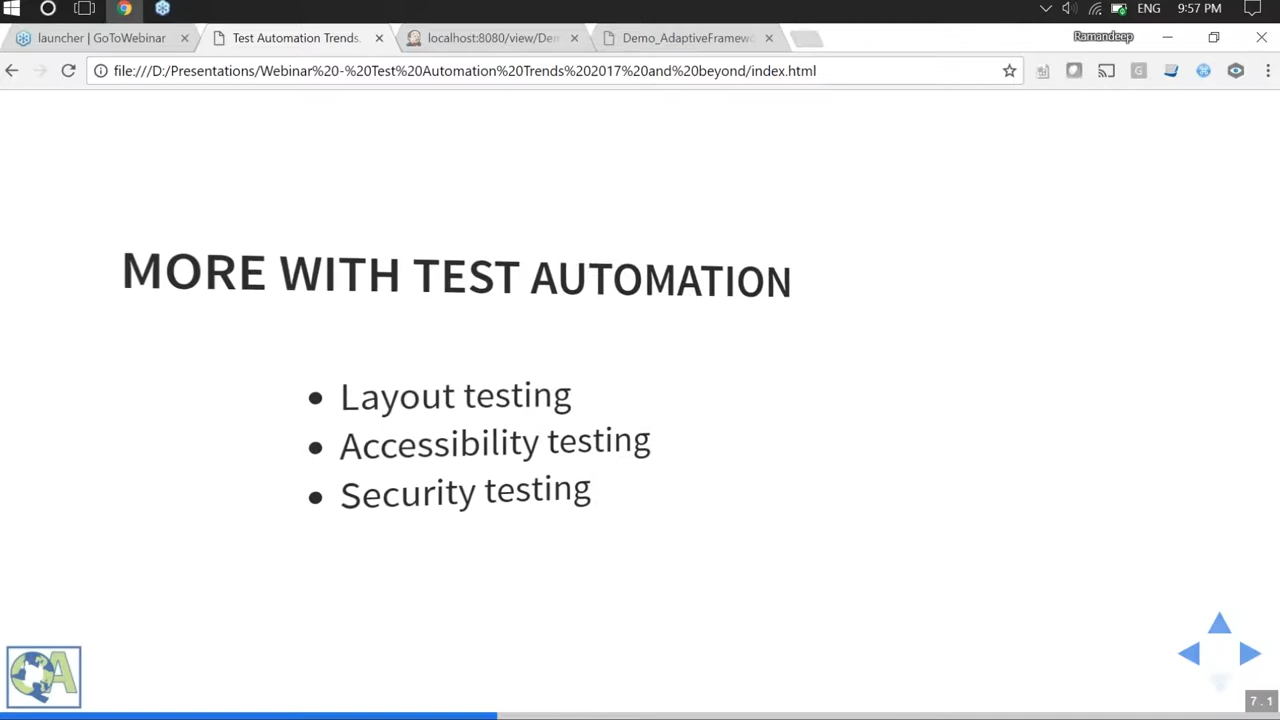 ENG 9:57 PM
launcher | GoToWebinar
Test Automation Trends
localhost:8080/view/Dem
Demo_AdaptiveFramew
Ramandeep
file:///D:/Presentations/Webinar%20-%20Test%20Automation%20Trends%202017%20and%20beyond/index.html
MORE WITH TEST AUTOMATION
• Layout testing
• Accessibility testing
• Security testing
A
7.1